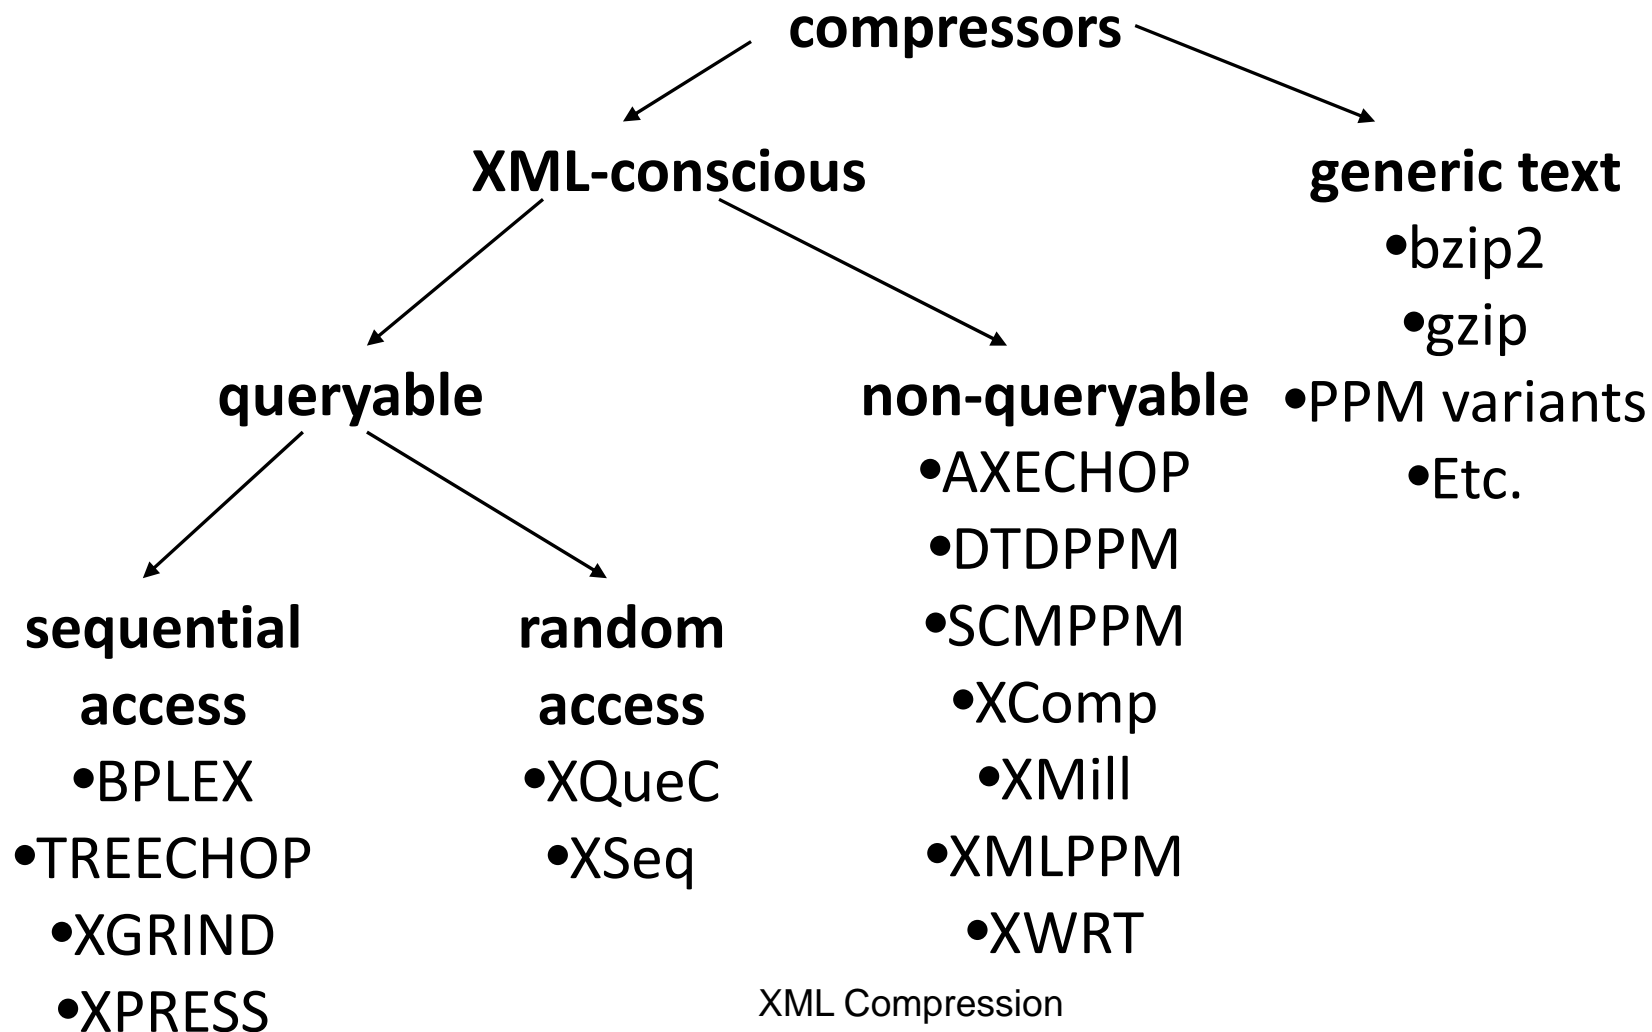 compressors
XML-conscious
generic text
•bzip2
•gzip
•PPM variants
•Etc.
queryable
non-queryable
•AXECHOP
•DTDPPM
•SCMPPM
•XComp
•XMill
•XMLPPM
•XWRT
sequential
access
•BPLEX
•TREECHOP
•XGRIND
•XPRESS
random
access
•XQueC
•XSeq
XML Compression